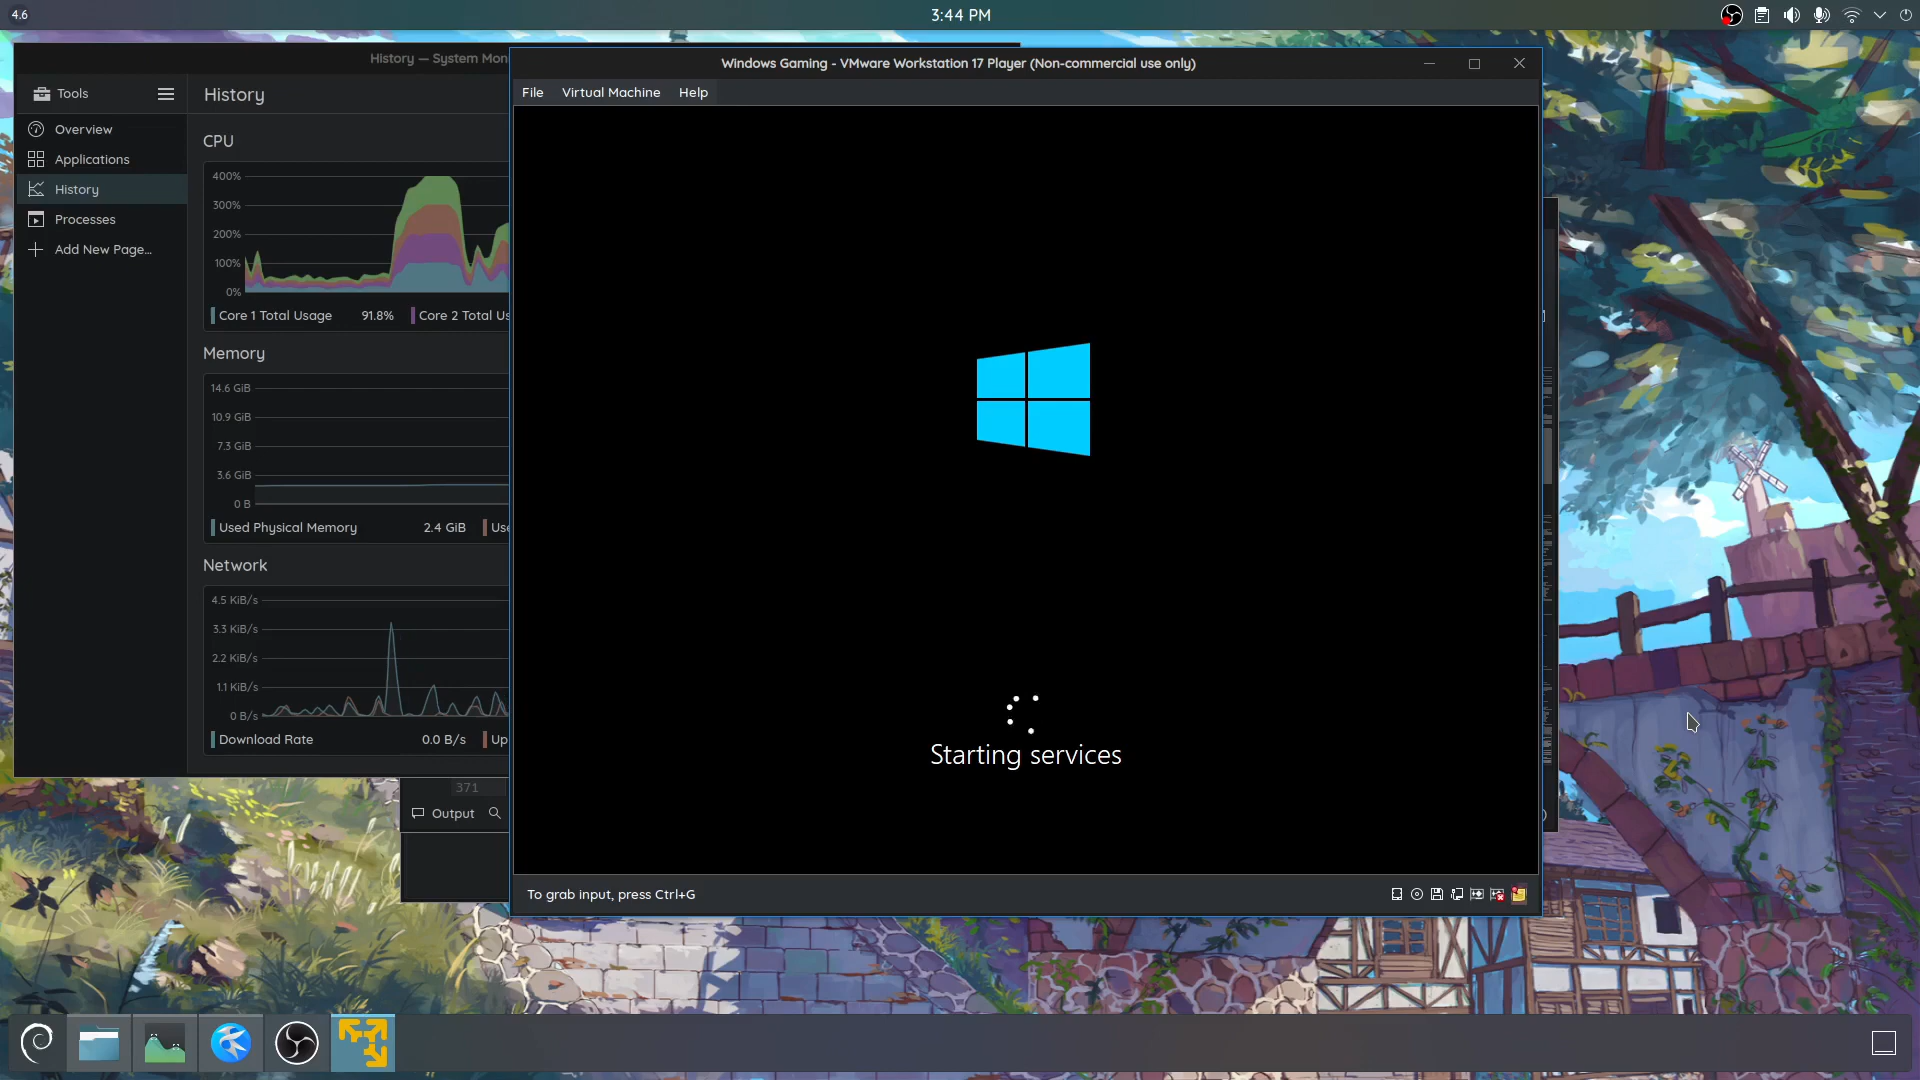 4.6
3:44 PM
History — System Mon
Tools
History
Overview
Applications
History
Processes
Add New Page...
CPU
400%
300%
200%
100%
0%
Core 1 Total Usage 91.8% Core 2 Total Us
Memory
14.6 GiB
10.9 GiB
7.3 GiB
3.6 GiB
0 B
Used Physical Memory 2.4 GiB Use
Network
4.5 KiB/s
3.3 KiB/s
2.2 KiB/s
1.1 KiB/s
0 B/s
Download Rate 0.0 B/s Up
371
Output
Windows Gaming - VMware Workstation 17 Player (Non-commercial use only)
File Virtual Machine Help
Starting services
To grab input, press Ctrl+G